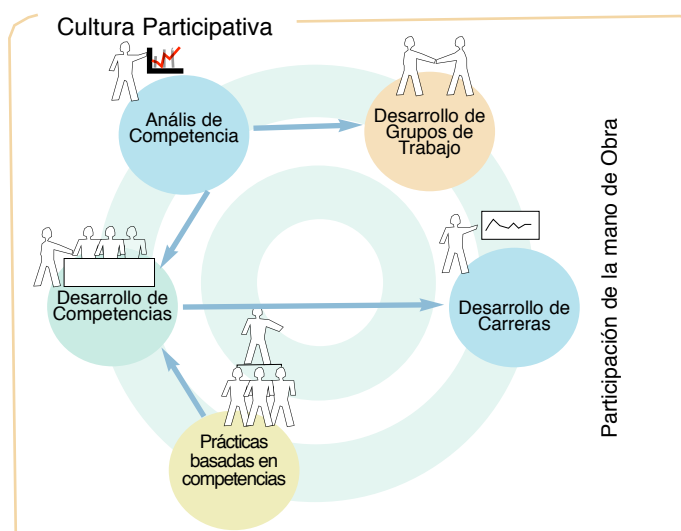 Cultura Participativa
Anális de
Competencia
Desarrollo de
Grupos de
Trabajo
Desarrollo de
Competencias
Desarrollo de
Carreras
Prácticas
basadas en
competencias
Participación de la mano de Obra